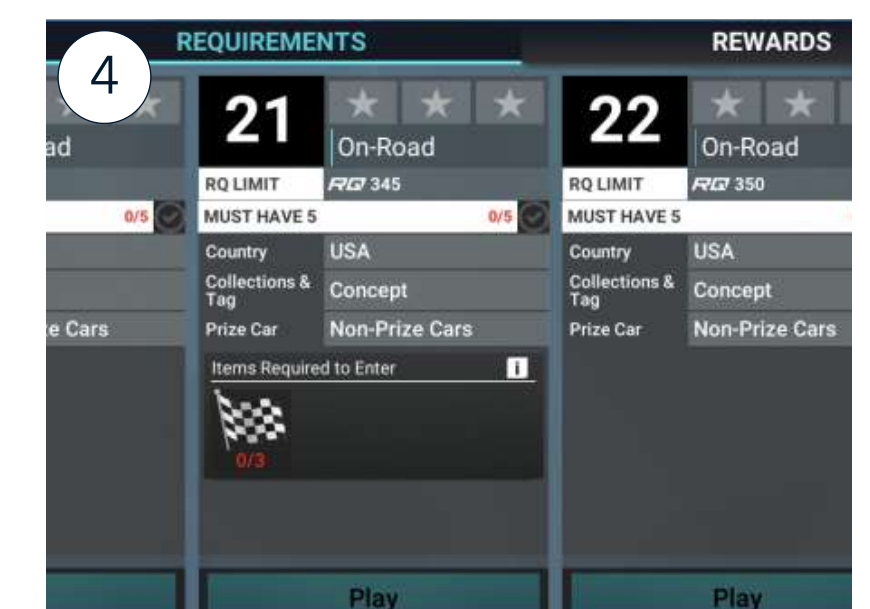 REQUIREMENTS
REWARDS
4
ad
0/5
ze Cars
21
On-Road
RQ LIMIT RQ 345
MUST HAVE 5 0/5
Country USA
Collections & Tag Concept
Prize Car Non-Prize Cars
Items Required to Enter i
0/3
Play
22
On-Road
RQ LIMIT RQ 350
MUST HAVE 5
Country USA
Collections & Tag Concept
Prize Car Non-Prize Cars
Play